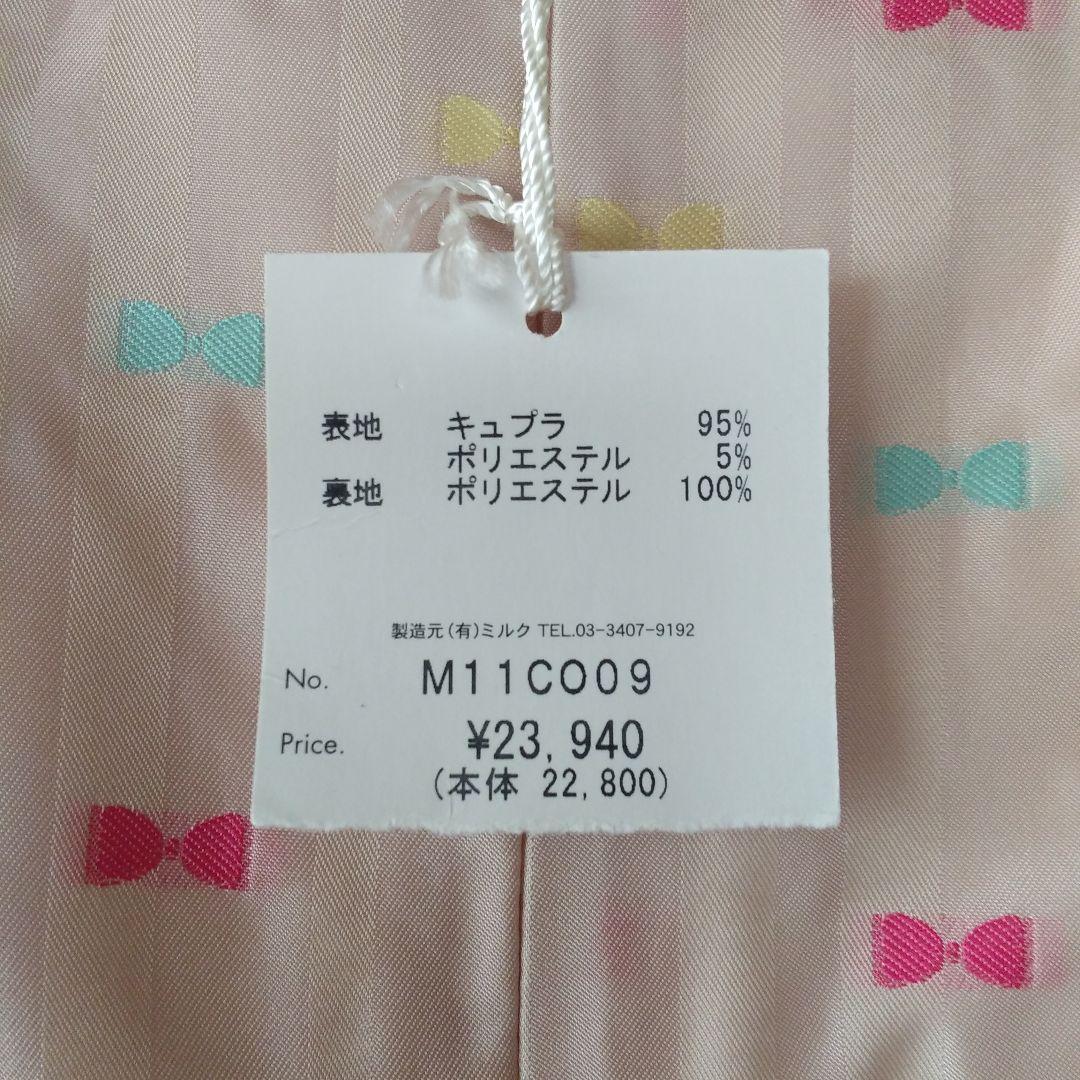 表地 キュプラ 95%
ポリエステル 5%
裏地 ポリエステル 100%
製造元(有)ミルク TEL.03-3407-9192
No. M11CO09
Price. ¥23,940
(本体 22,800)